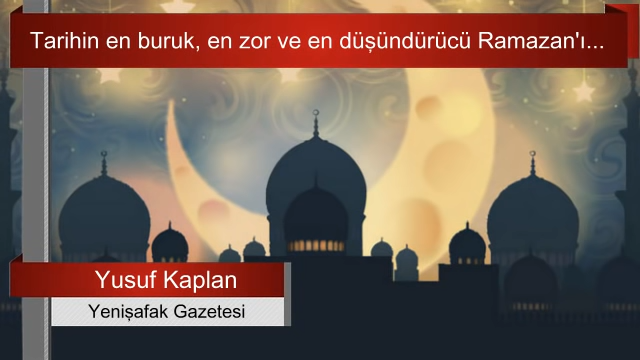 Tarihin en buruk, en zor ve en düşündürücü Ramazan'ı...
Yusuf Kaplan
Yenişafak Gazetesi